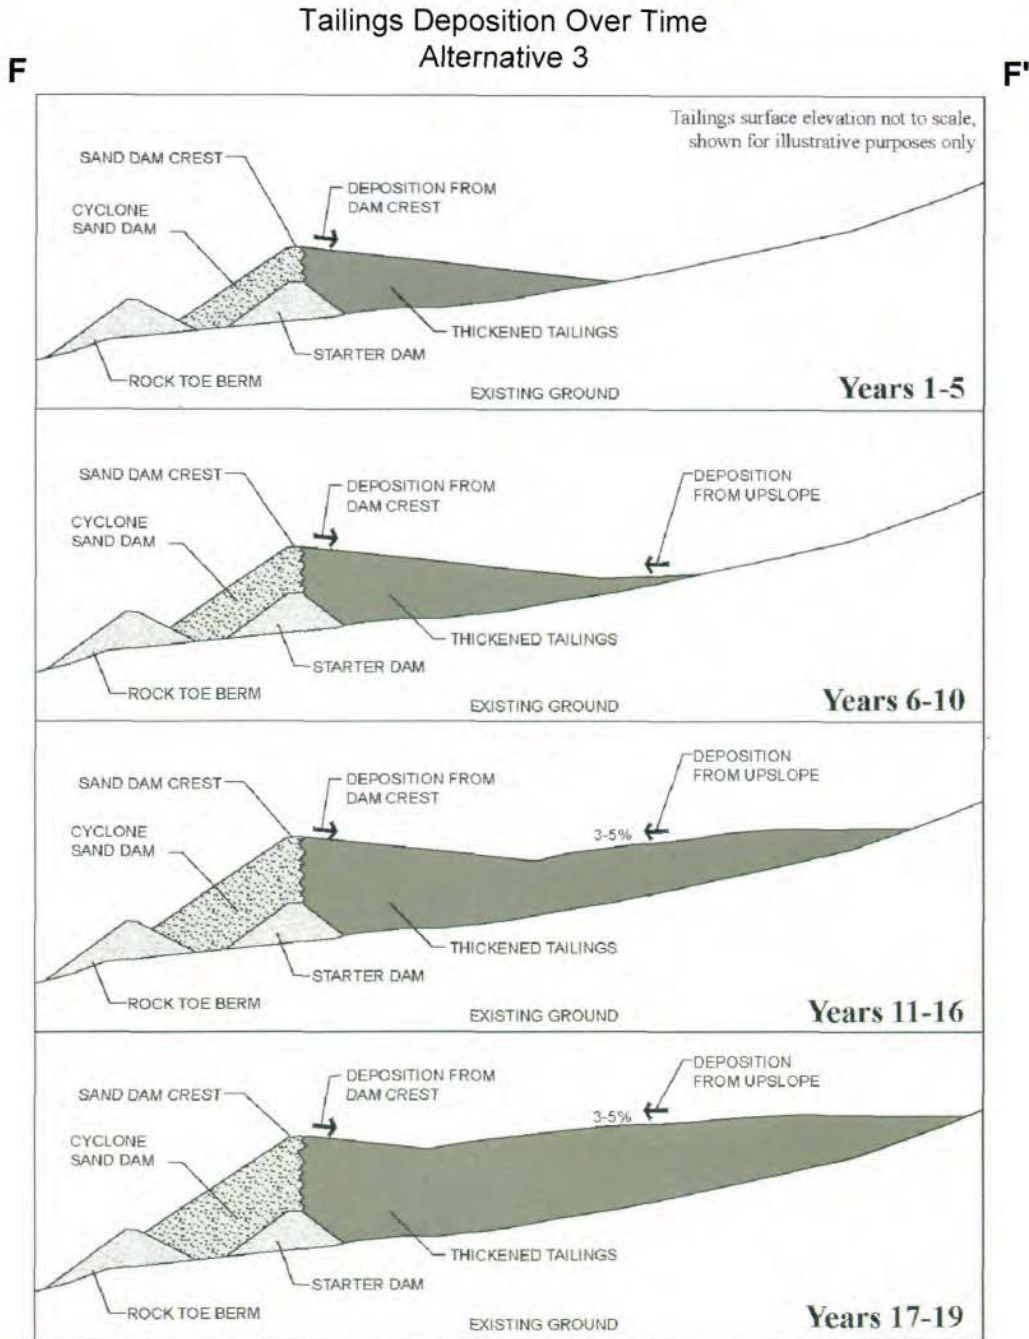 Tailings Deposition Over Time
Alternative 3
F
F'
Tailings surface elevation not to scale,
shown for illustrative purposes only
SAND DAM CREST
DEPOSITION FROM
DAM CREST
CYCLONE
SAND DAM
THICKENED TAILINGS
STARTER DAM
ROCK TOE BERM
EXISTING GROUND
Years 1-5
SAND DAM CREST
DEPOSITION FROM
DAM CREST
DEPOSITION
FROM UPSLOPE
CYCLONE
SAND DAM
THICKENED TAILINGS
STARTER DAM
ROCK TOE BERM
EXISTING GROUND
Years 6-10
SAND DAM CREST
DEPOSITION FROM
DAM CREST
DEPOSITION
FROM UPSLOPE
3-5%
CYCLONE
SAND DAM
THICKENED TAILINGS
STARTER DAM
ROCK TOE BERM
EXISTING GROUND
Years 11-16
SAND DAM CREST
DEPOSITION FROM
DAM CREST
DEPOSITION
FROM UPSLOPE
3-5%
CYCLONE
SAND DAM
THICKENED TAILINGS
STARTER DAM
ROCK TOE BERM
EXISTING GROUND
Years 17-19